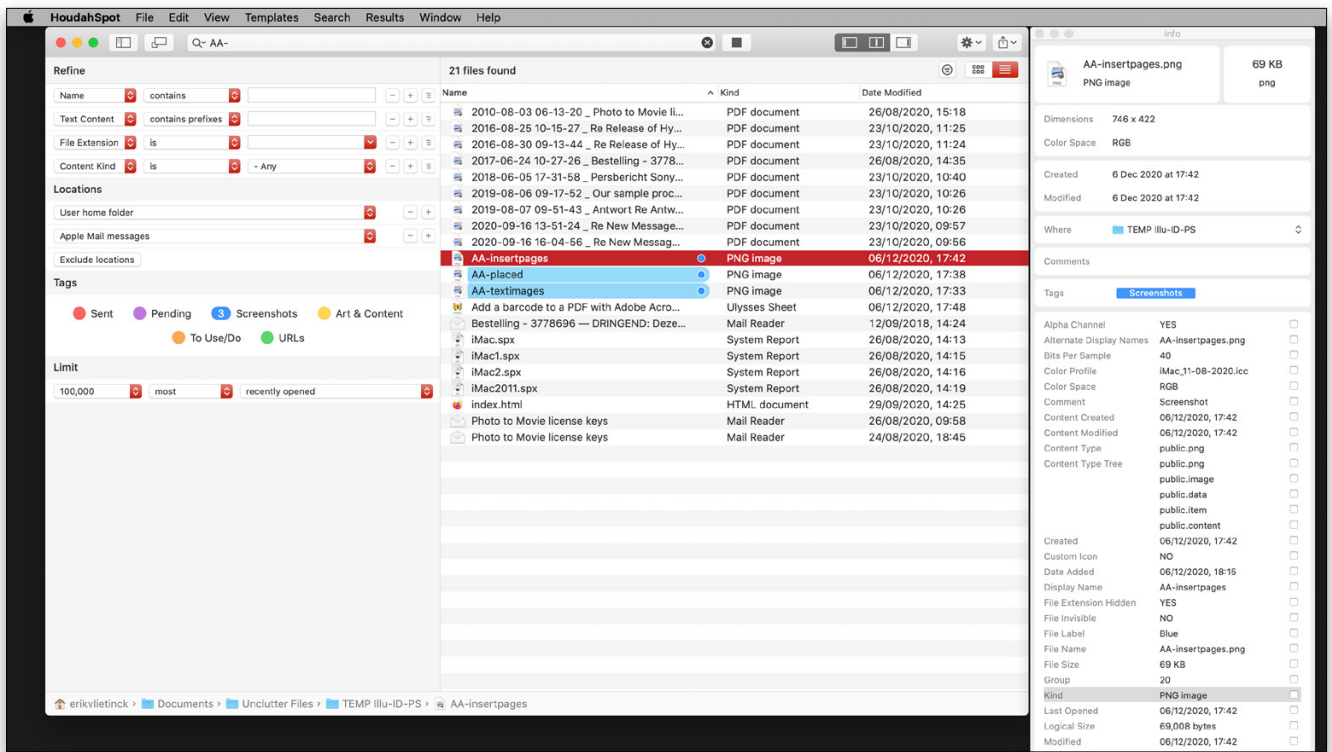 HoudahSpot File Edit View Templates Search Results Window Help
AA-
Refine
Name contains
Text Content contains prefixes
File Extension is
Content Kind is - Any
Locations
User home folder
Apple Mail messages
Exclude locations
Tags
Sent Pending 3 Screenshots Art & Content
To Use/Do URLs
Limit
100,000 most recently opened
21 files found
Name Kind Date Modified
2010-08-03 06-13-20 _ Photo to Movie li... PDF document 26/08/2020, 15:18
2016-08-25 10-15-27 _ Re Release of Hy... PDF document 23/10/2020, 11:25
2016-08-30 09-13-44 _ Re Release of Hy... PDF document 23/10/2020, 11:24
2017-06-24 10-27-26 _ Bestelling - 3778... PDF document 26/08/2020, 14:35
2018-06-05 17-31-58 _ Persbericht Sony... PDF document 23/10/2020, 10:40
2019-08-06 09-17-52 _ Our sample proc... PDF document 23/10/2020, 10:26
2019-08-07 09-51-43 _ Antwort Re Antw... PDF document 23/10/2020, 10:26
2020-09-16 13-51-24 _ Re New Message... PDF document 23/10/2020, 09:57
2020-09-16 16-04-56 _ Re New Messag... PDF document 23/10/2020, 09:56
AA-insertpages PNG image 06/12/2020, 17:42
AA-placed PNG image 06/12/2020, 17:38
AA-textimages PNG image 06/12/2020, 17:33
Add a barcode to a PDF with Adobe Acro... Ulysses Sheet 06/12/2020, 17:48
Bestelling - 3778696 — DRINGEND: Deze... Mail Reader 12/09/2018, 14:24
iMac.spx System Report 26/08/2020, 14:13
iMac1.spx System Report 26/08/2020, 14:15
iMac2.spx System Report 26/08/2020, 14:16
iMac2011.spx System Report 26/08/2020, 14:19
index.html HTML document 29/09/2020, 14:25
Photo to Movie license keys Mail Reader 26/08/2020, 09:58
Photo to Movie license keys Mail Reader 24/08/2020, 18:45
erikvlietinck › Documents › Unclutter Files › TEMP Illu-ID-PS › AA-insertpages
Info
AA-insertpages.png 69 KB
PNG image png
Dimensions 746 x 422
Color Space RGB
Created 6 Dec 2020 at 17:42
Modified 6 Dec 2020 at 17:42
Where TEMP Illu-ID-PS
Comments
Tags Screenshots
Alpha Channel YES
Alternate Display Names AA-insertpages.png
Bits Per Sample 40
Color Profile iMac_11-08-2020.icc
Color Space RGB
Comment Screenshot
Content Created 06/12/2020, 17:42
Content Modified 06/12/2020, 17:42
Content Type public.png
Content Type Tree public.png
public.image
public.data
public.item
public.content
Created 06/12/2020, 17:42
Custom Icon NO
Date Added 06/12/2020, 18:15
Display Name AA-insertpages
File Extension Hidden YES
File Invisible NO
File Label Blue
File Name AA-insertpages.png
File Size 69 KB
Group 20
Kind PNG image
Last Opened 06/12/2020, 17:42
Logical Size 69,008 bytes
Modified 06/12/2020, 17:42